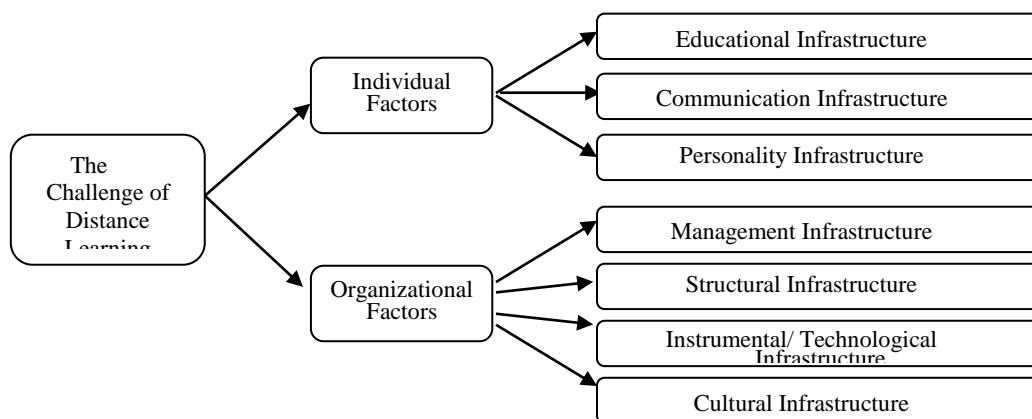 The
Challenge of
Distance
Learning
Individual
Factors
Organizational
Factors
Educational Infrastructure
Communication Infrastructure
Personality Infrastructure
Management Infrastructure
Structural Infrastructure
Instrumental/ Technological
Infrastructure
Cultural Infrastructure